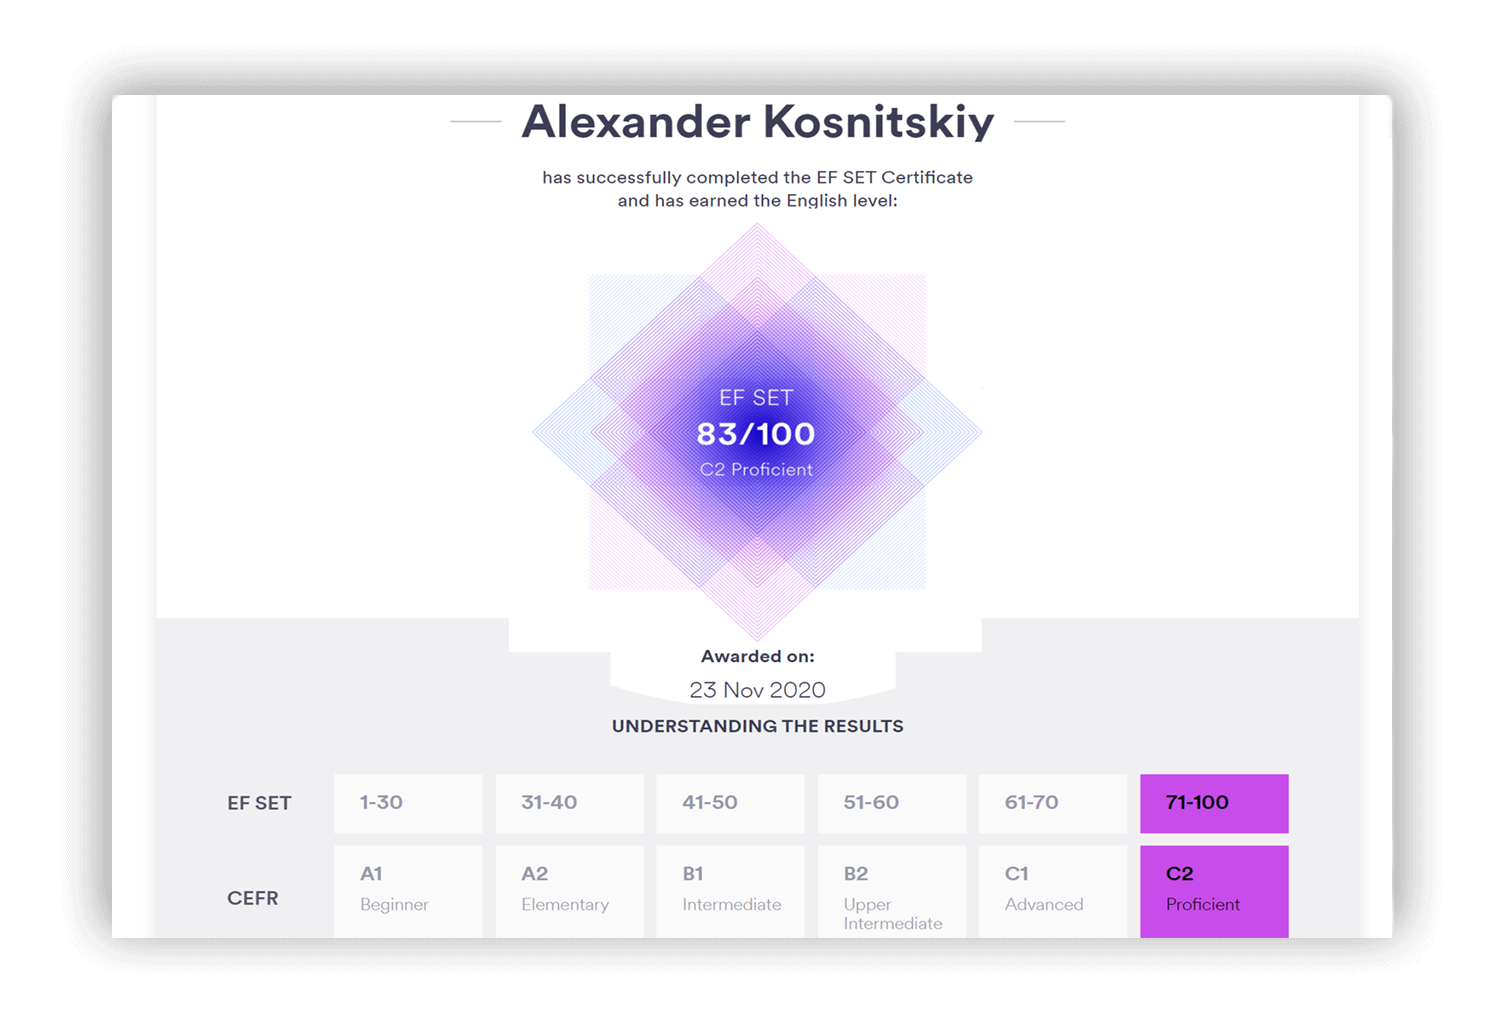 Alexander Kosnitskiy
has successfully completed the EF SET Certificate
and has earned the English level:
EF SET
83/100
C2 Proficient
Awarded on:
23 Nov 2020
UNDERSTANDING THE RESULTS
EF SET 1-30 31-40 41-50 51-60 61-70 71-100
CEFR
A1 A2 B1 B2 C1 C2
Beginner Elementary Intermediate Upper Advanced Proficient
Intermediate